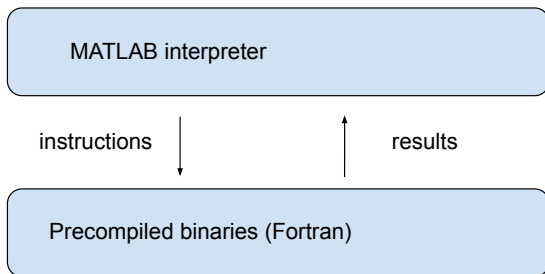 MATLAB interpreter
instructions
results
Precompiled binaries (Fortran)